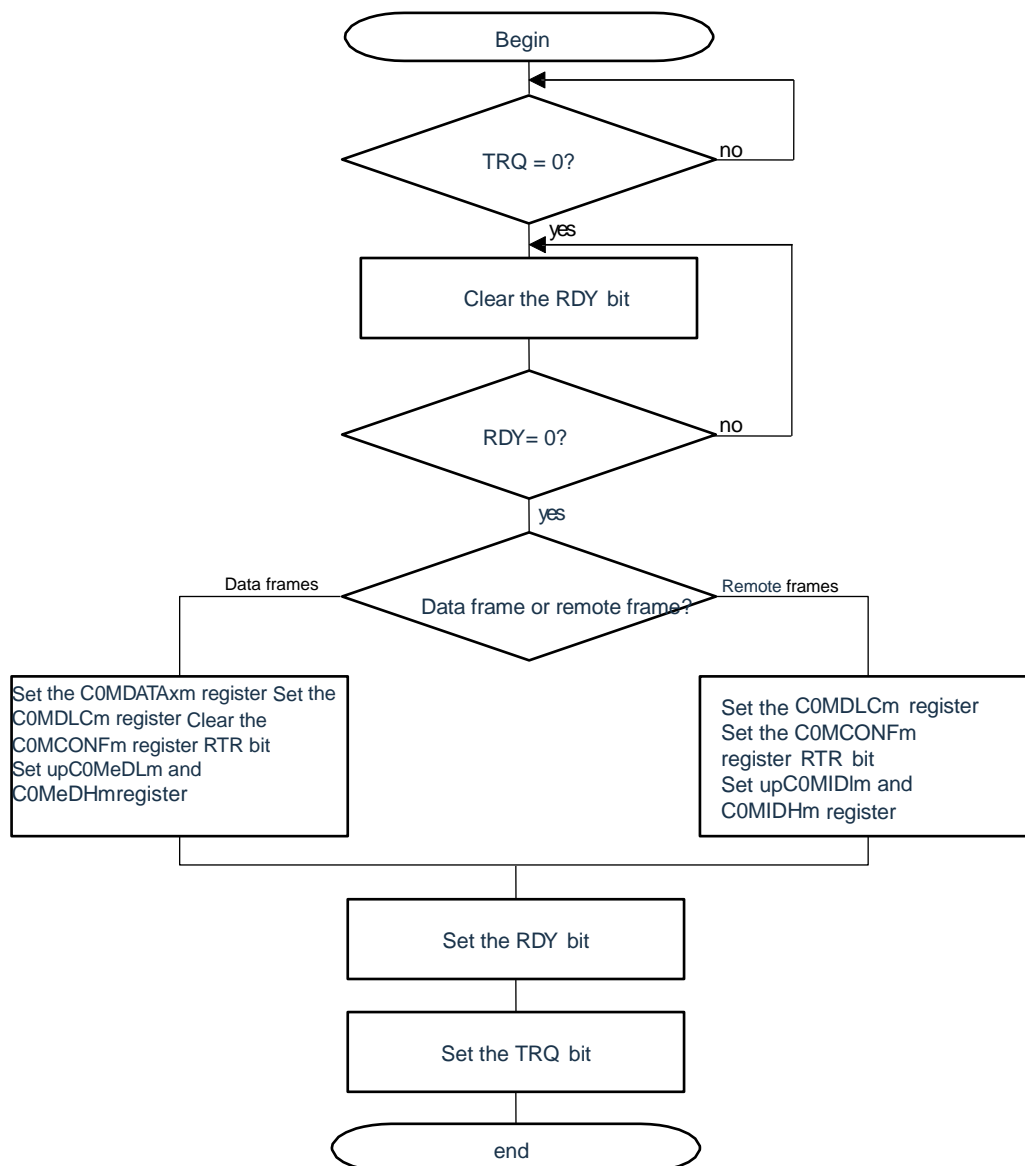 Begin
TRQ = 0?
no
yes
Clear the RDY bit
RDY= 0?
no
yes
Data frames
Remote frames
Data frame or remote frame?
Set the C0MDATAxm register Set the
C0MDLCm register Clear the
C0MCONFm register RTR bit
Set upC0MeDLm and
C0MeDHmregister
Set the C0MDLCm register
Set the C0MCONFm
register RTR bit
Set upC0MIDlm and
C0MIDHm register
Set the RDY bit
Set the TRQ bit
end